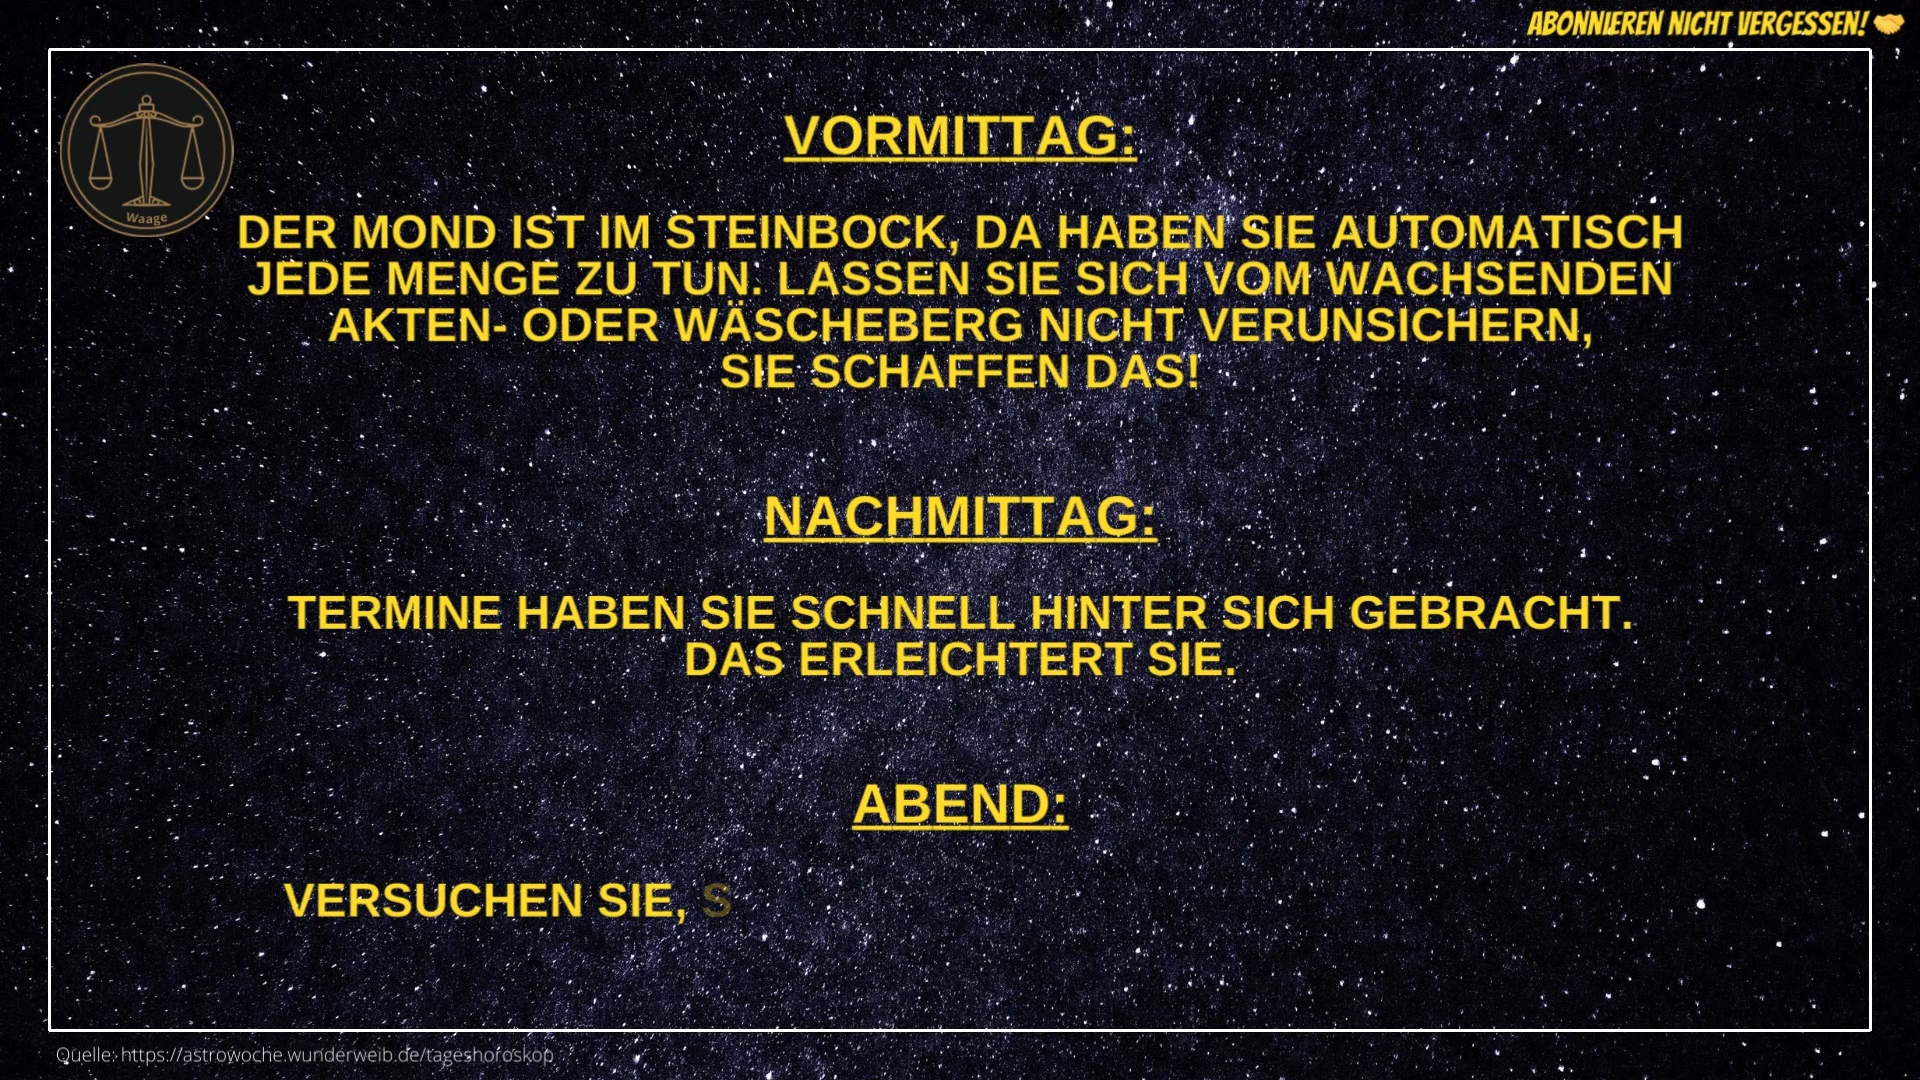 ABONNIEREN NICHT VERGESSEN!
Waage
VORMITTAG:
DER MOND IST IM STEINBOCK, DA HABEN SIE AUTOMATISCH
JEDE MENGE ZU TUN. LASSEN SIE SICH VOM WACHSENDEN
AKTEN- ODER WÄSCHEBERG NICHT VERUNSICHERN,
SIE SCHAFFEN DAS!
NACHMITTAG:
TERMINE HABEN SIE SCHNELL HINTER SICH GEBRACHT.
DAS ERLEICHTERT SIE.
ABEND:
VERSUCHEN SIE, S
Quelle: https://astrowoche.wunderweib.de/tageshoroskop